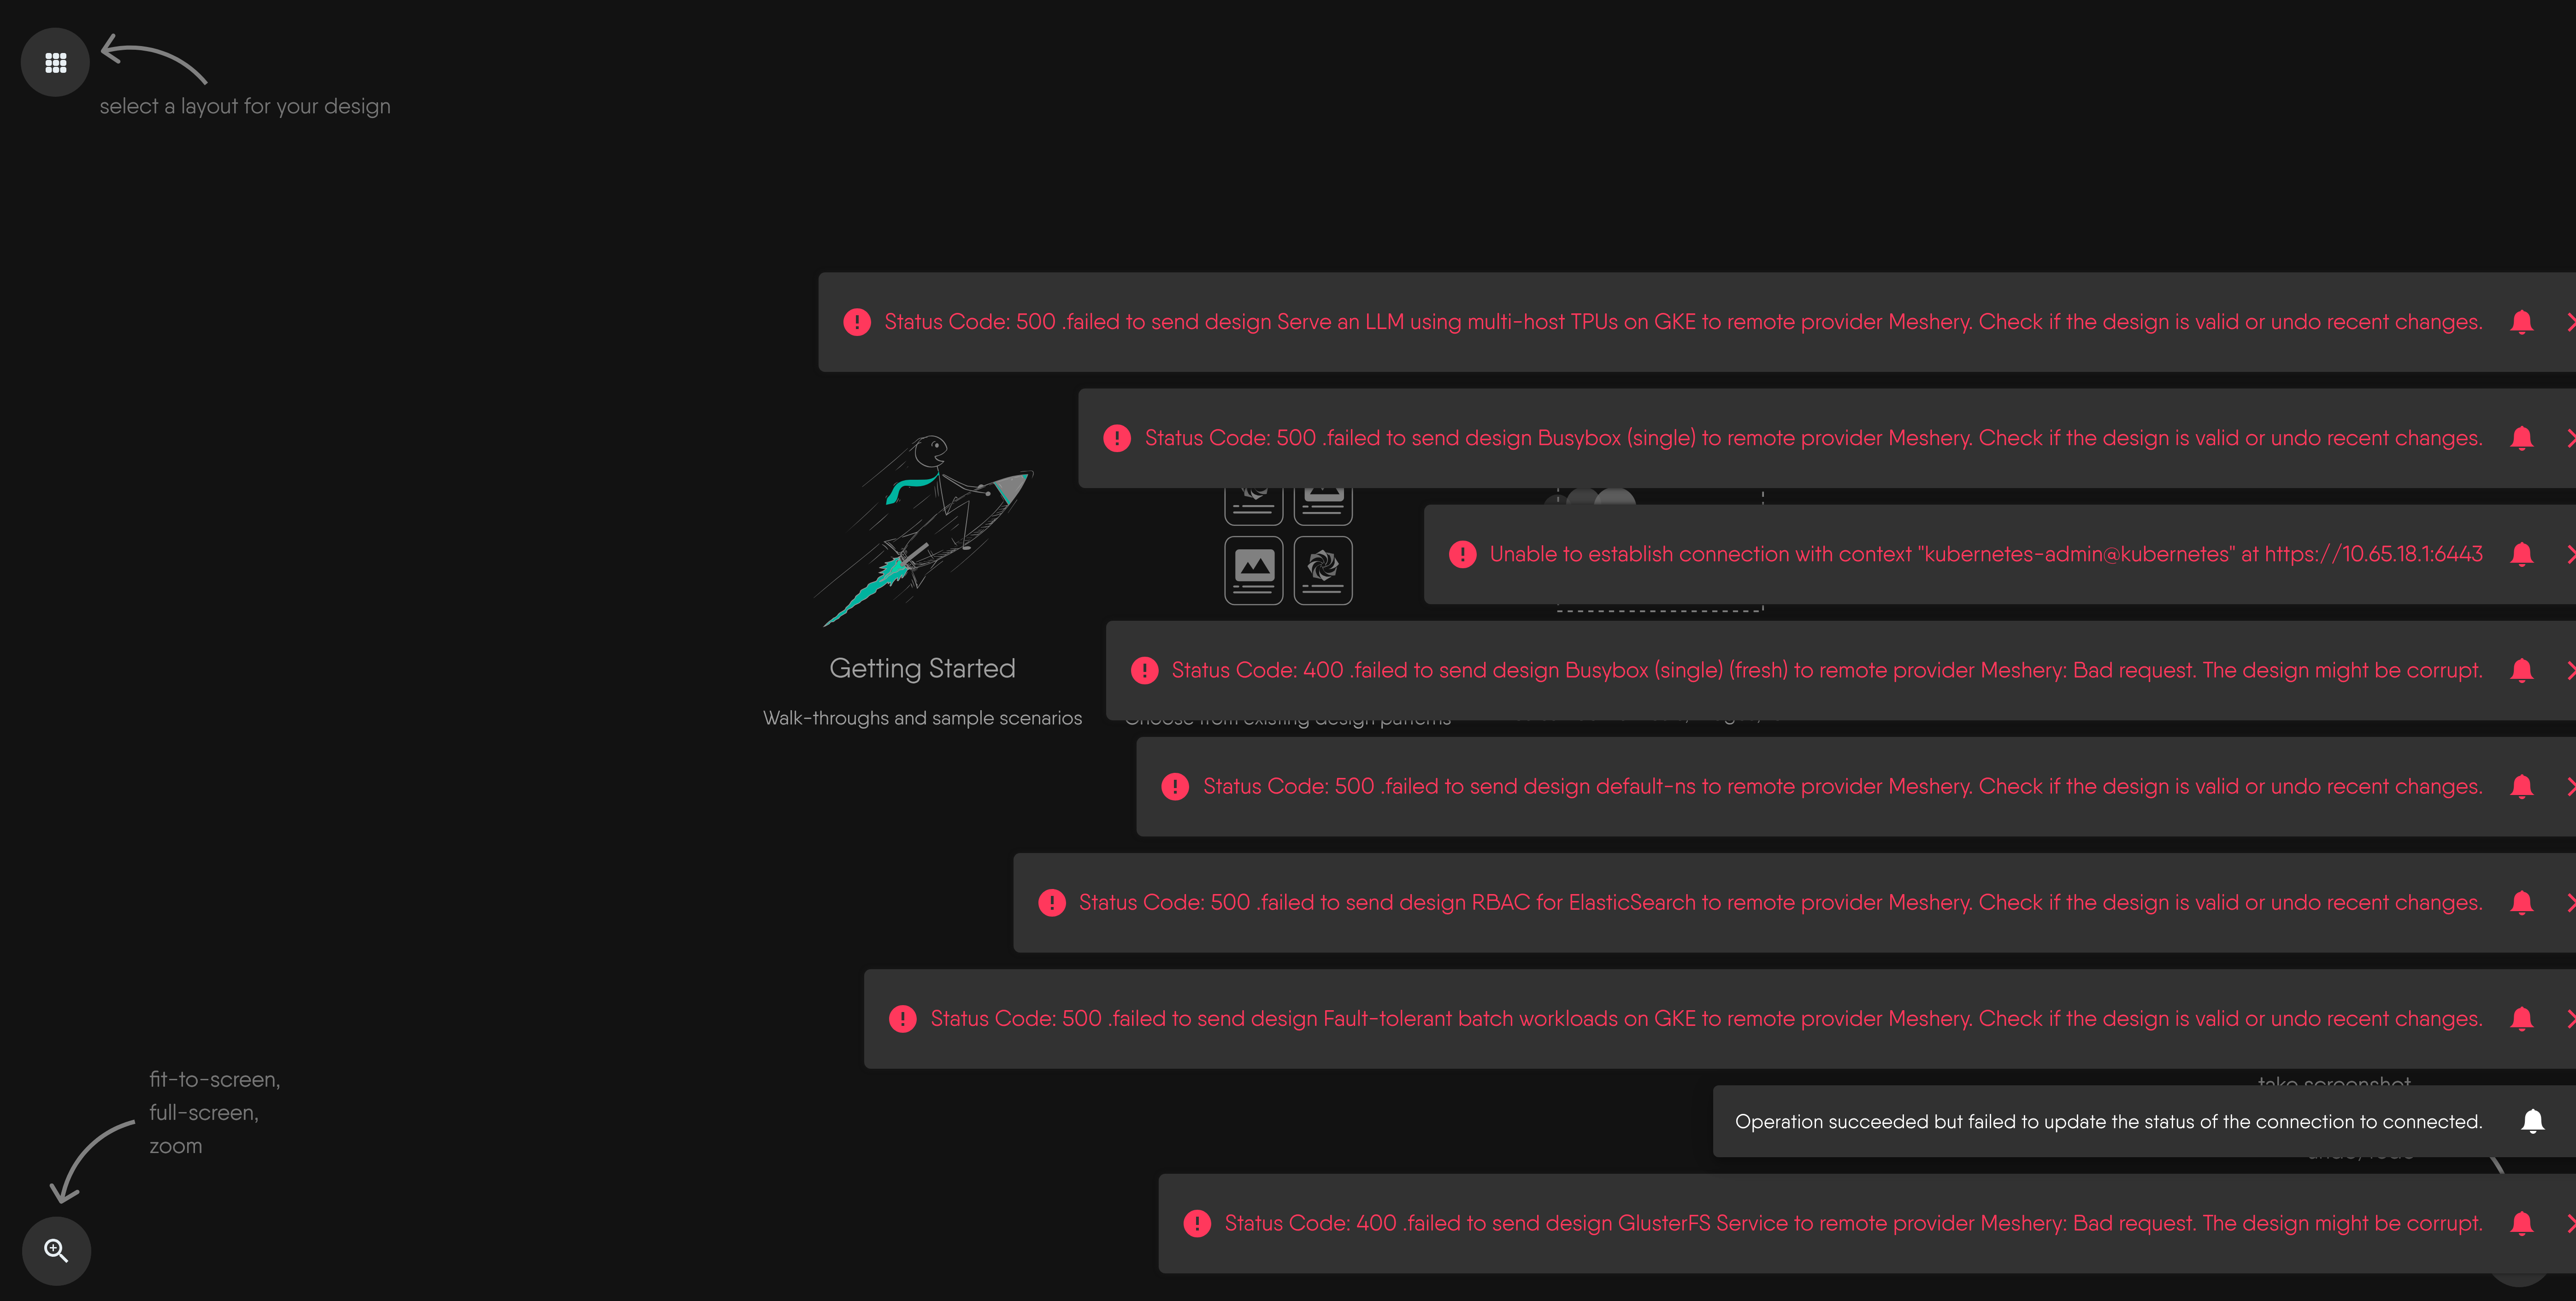 select a layout for your design
Status Code: 500 .failed to send design Serve an LLM using multi-host TPUs on GKE to remote provider Meshery. Check if the design is valid or undo recent changes.
Status Code: 500 .failed to send design Busybox (single) to remote provider Meshery. Check if the design is valid or undo recent changes.
Unable to establish connection with context "kubernetes-admin@kubernetes" at https://10.65.18.1:6443
Status Code: 400 .failed to send design Busybox (single) (fresh) to remote provider Meshery: Bad request. The design might be corrupt.
Getting Started
Walk-throughs and sample scenarios
Choose from existing design patterns
Status Code: 500 .failed to send design default-ns to remote provider Meshery. Check if the design is valid or undo recent changes.
Status Code: 500 .failed to send design RBAC for ElasticSearch to remote provider Meshery. Check if the design is valid or undo recent changes.
Status Code: 500 .failed to send design Fault-tolerant batch workloads on GKE to remote provider Meshery. Check if the design is valid or undo recent changes.
fit-to-screen,
full-screen,
zoom
take screenshot
Operation succeeded but failed to update the status of the connection to connected.
Status Code: 400 .failed to send design GlusterFS Service to remote provider Meshery: Bad request. The design might be corrupt.